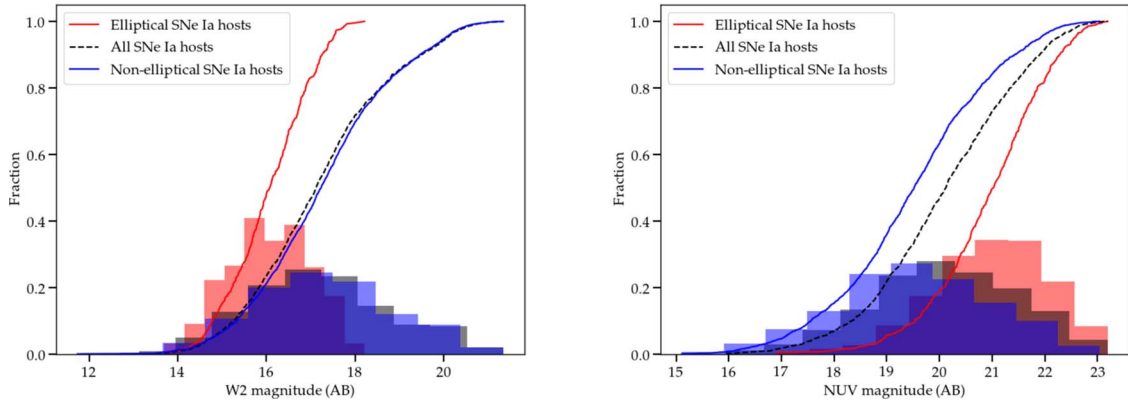 Elliptical SNe Ia hosts
All SNe Ia hosts
Non-elliptical SNe Ia hosts
Fraction
1.0
0.8
0.6
0.4
0.2
0.0
12 14 16 18 20
W2 magnitude (AB)
Elliptical SNe Ia hosts
All SNe Ia hosts
Non-elliptical SNe Ia hosts
Fraction
1.0
0.8
0.6
0.4
0.2
0.0
15 16 17 18 19 20 21 22 23
NUV magnitude (AB)